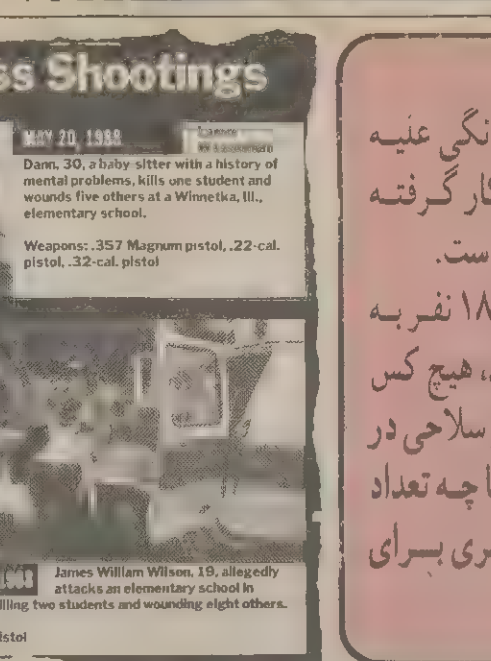 ss Shootings
MAY 20, 1988
Dann, 30, a baby-sitter with a history of
mental problems, kills one student and
wounds five others at a Winnetka, Ill.,
elementary school.
Weapons: .357 Magnum pistol, .22-cal.
pistol, .32-cal. pistol
James William Wilson, 19, allegedly
attacks an elementary school in
illing two students and wounding eight others.
istol
نگی علیه
کار گرفته
است.
۱۸ نفر به
، هیچ کس
سلاحی در
چه تعداد
ری برای